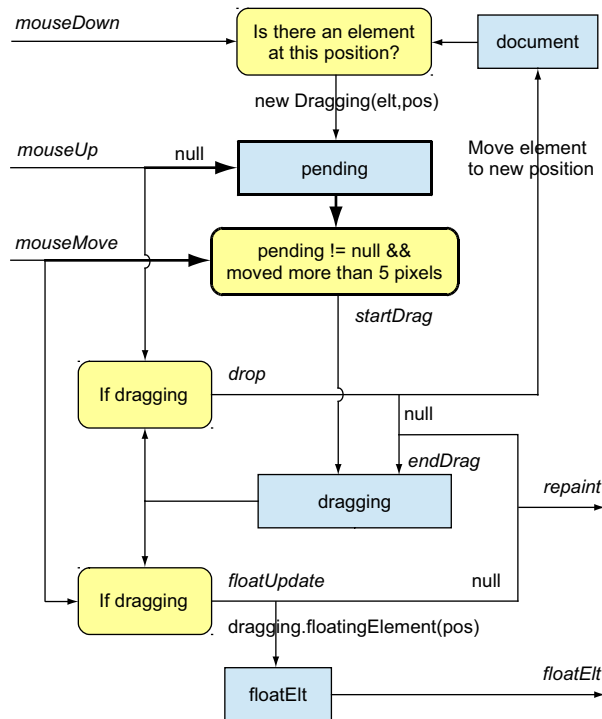 mouseDown
Is there an element
at this position?
document
new Dragging(elt,pos)
mouseUp
null
pending
Move element
to new position
mouseMove
pending != null &&
moved more than 5 pixels
startDrag
If dragging
drop
null
endDrag
dragging
repaint
If dragging
floatUpdate
null
dragging.floatingElement(pos)
floatElt
floatElt